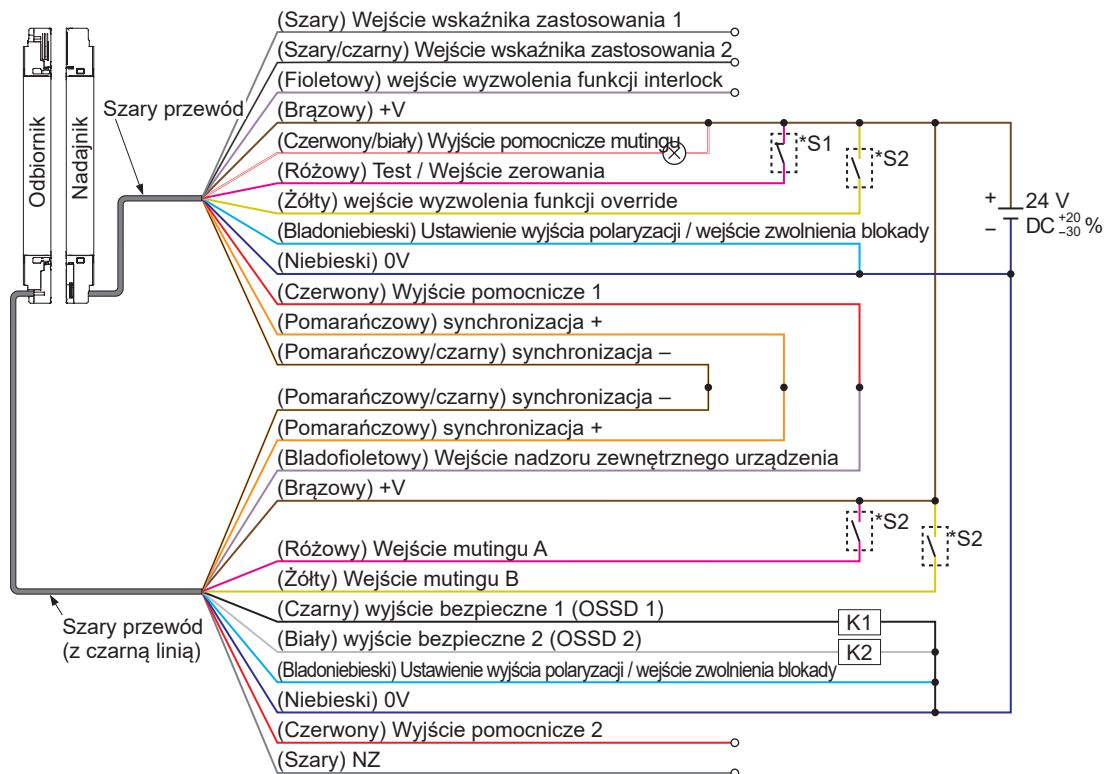 (Szary) Wejście wskaźnika zastosowania 1
(Szary/czarny) Wejście wskaźnika zastosowania 2
(Fioletowy) wejście wyzwolenia funkcji interlock
Szary przewód
(Brązowy) +V
(Czerwony/biały) Wyjście pomocnicze mutingu
*S1
*S2
(Różowy) Test / Wejście zerowania
(Żółty) wejście wyzwolenia funkcji override
Odbiornik
Nadajnik
+
–
24 V
DC +20 –30 %
(Bladoniebieski) Ustawienie wyjścia polaryzacji / wejście zwolnienia blokady
(Niebieski) 0V
(Czerwony) Wyjście pomocnicze 1
(Pomarańczowy) synchronizacja +
(Pomarańczowy/czarny) synchronizacja –
(Pomarańczowy/czarny) synchronizacja –
(Pomarańczowy) synchronizacja +
(Bladofioletowy) Wejście nadzoru zewnętrznego urządzenia
(Brązowy) +V
*S2
*S2
(Różowy) Wejście mutingu A
(Żółty) Wejście mutingu B
(Czarny) wyjście bezpieczne 1 (OSSD 1)
K1
Szary przewód
(z czarną linią)
(Biały) wyjście bezpieczne 2 (OSSD 2)
K2
(Bladoniebieski) Ustawienie wyjścia polaryzacji / wejście zwolnienia blokady
(Niebieski) 0V
(Czerwony) Wyjście pomocnicze 2
(Szary) NZ